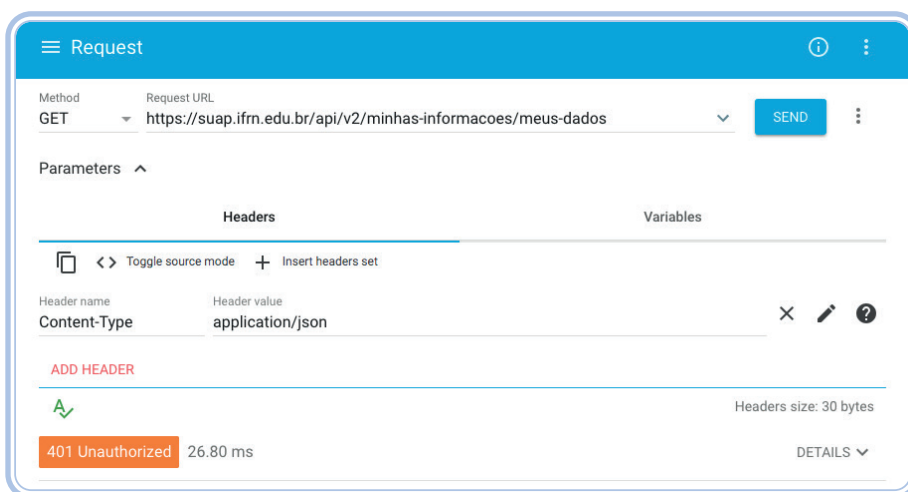 Request
Method
Request URL
GET
https://suap.ifrn.edu.br/api/v2/minhas-informacoes/meus-dados
SEND
Parameters
Headers
Variables
Toggle source mode
Insert headers set
Header name
Header value
Content-Type
application/json
ADD HEADER
Headers size: 30 bytes
401 Unauthorized
26.80 ms
DETAILS